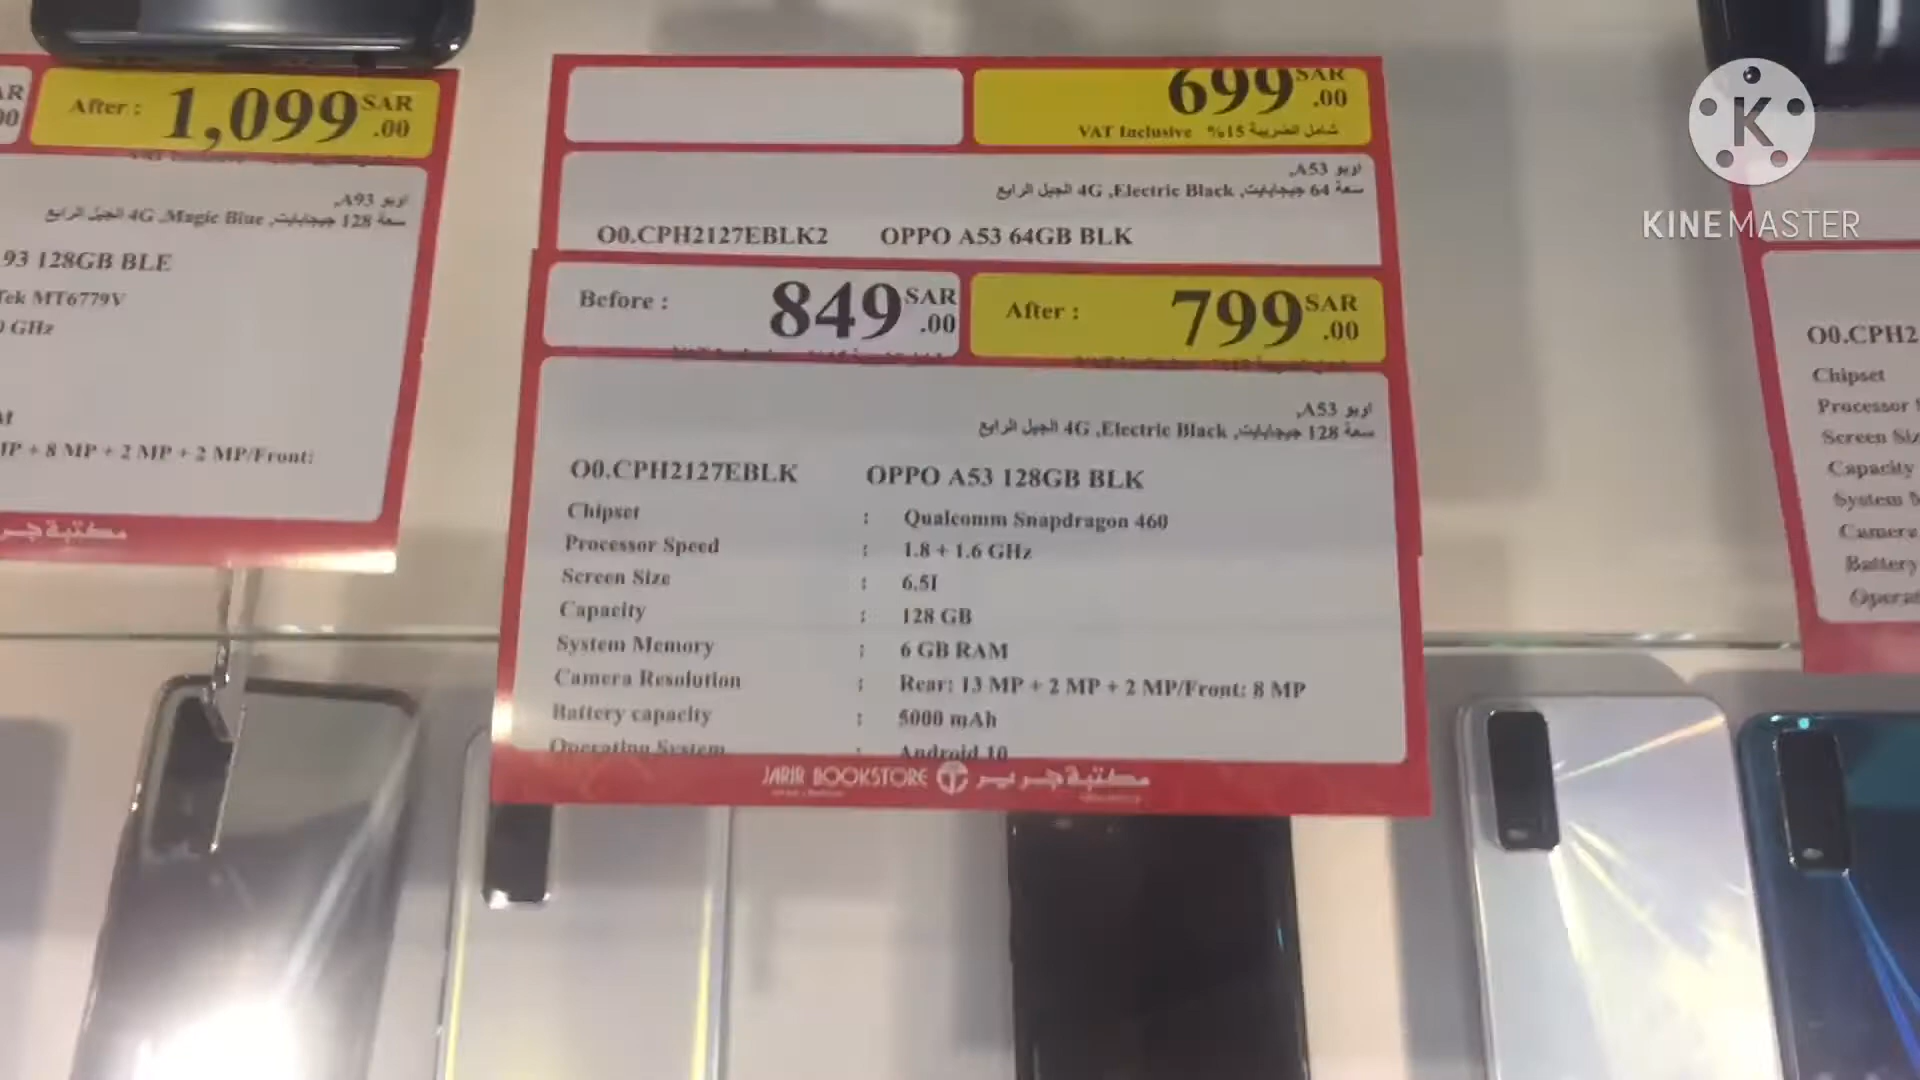 After : 1,099 SAR .00
اوبو A93,
سعة 128 جيجابايت, Magic Blue, 4G الجيل الرابع
93 128GB BLE
Tek MT6779V
GHz
MP + 8 MP + 2 MP + 2 MP/Front:
699 SAR .00
VAT Inclusive %15 شامل الضريبة
اوبو A53,
سعة 64 جيجابايت, Electric Black, 4G الجيل الرابع
O0.CPH2127EBLK2 OPPO A53 64GB BLK
Before : 849 SAR .00
After : 799 SAR .00
اوبو A53,
سعة 128 جيجابايت, Electric Black, 4G الجيل الرابع
O0.CPH2127EBLK OPPO A53 128GB BLK
Chipset : Qualcomm Snapdragon 460
Processor Speed : 1.8 + 1.6 GHz
Screen Size : 6.5I
Capacity : 128 GB
System Memory : 6 GB RAM
Camera Resolution : Rear: 13 MP + 2 MP + 2 MP/Front: 8 MP
Battery capacity : 5000 mAh
Operating System : Android 10
JARIR BOOKSTORE مكتبة جرير
K
KINEMASTER
O0.CPH2
Chipset
Processor
Screen Siz
Capacity
System M
Camera
Battery
Operat